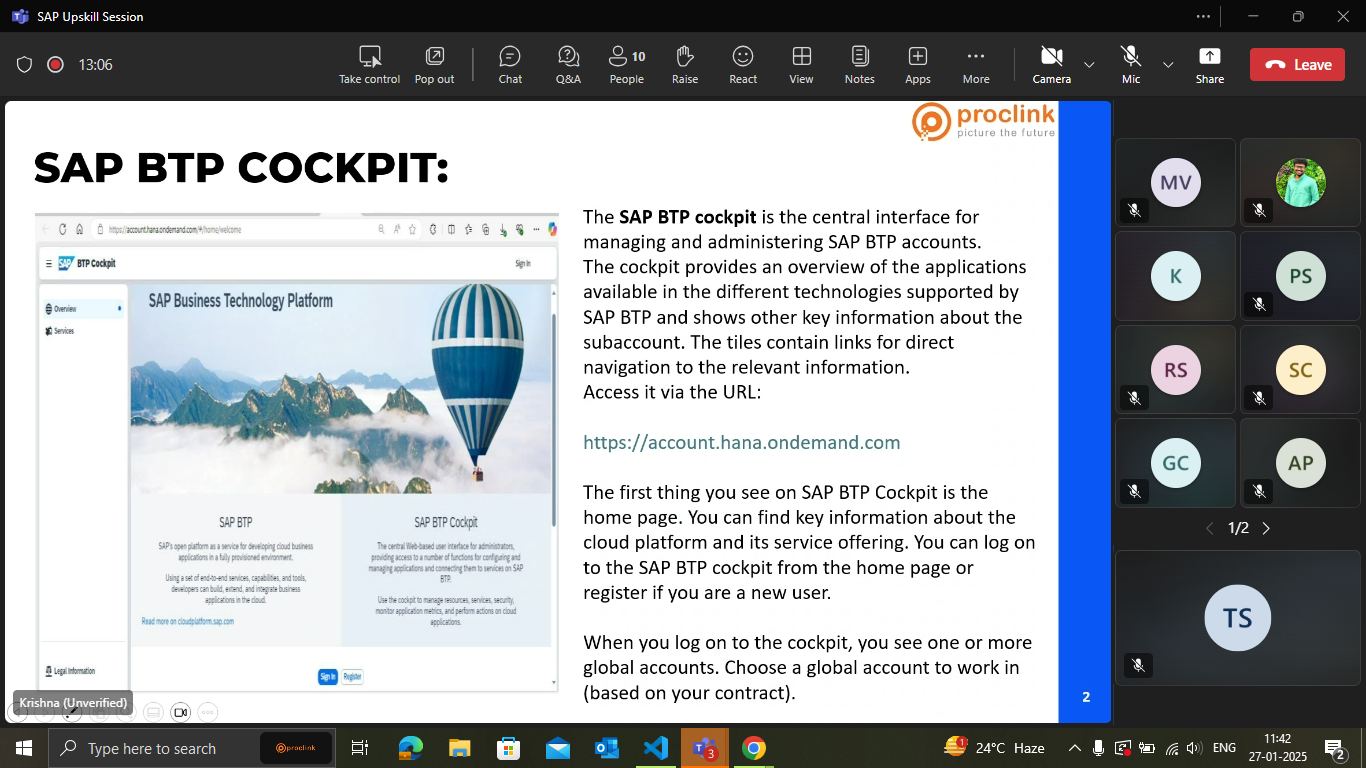 SAP Upskill Session
13:06
Take control
Pop out
Chat
Q&A
10
People
Raise
React
View
Notes
Apps
More
Camera
Mic
Share
Leave
proclink
picture the future
SAP BTP COCKPIT:
https://account.hana.ondemand.com/#/home/welcome
SAP BTP Cockpit
Sign In
Overview
Services
SAP Business Technology Platform
SAP BTP
SAP's open platform as a service for developing cloud business
applications in a fully provisioned environment.
Using a set of end-to-end services, capabilities, and tools,
developers can build, extend, and integrate business
applications in the cloud.
Read more on cloudplatform.sap.com
SAP BTP Cockpit
The central Web-based user interface for administrators,
providing access to a number of functions for configuring and
managing applications and connecting them to services on SAP
BTP.
Use the cockpit to manage resources, services, security,
monitor application metrics, and perform actions on cloud
applications.
Legal Information
Sign In
Register
The SAP BTP cockpit is the central interface for
managing and administering SAP BTP accounts.
The cockpit provides an overview of the applications
available in the different technologies supported by
SAP BTP and shows other key information about the
subaccount. The tiles contain links for direct
navigation to the relevant information.
Access it via the URL:
https://account.hana.ondemand.com
The first thing you see on SAP BTP Cockpit is the
home page. You can find key information about the
cloud platform and its service offering. You can log on
to the SAP BTP cockpit from the home page or
register if you are a new user.
When you log on to the cockpit, you see one or more
global accounts. Choose a global account to work in
(based on your contract).
2
Krishna (Unverified)
MV
K
PS
RS
SC
GC
AP
1/2
TS
Type here to search
proclink
3
1
24°C Haze
ENG
11:42
27-01-2025
2